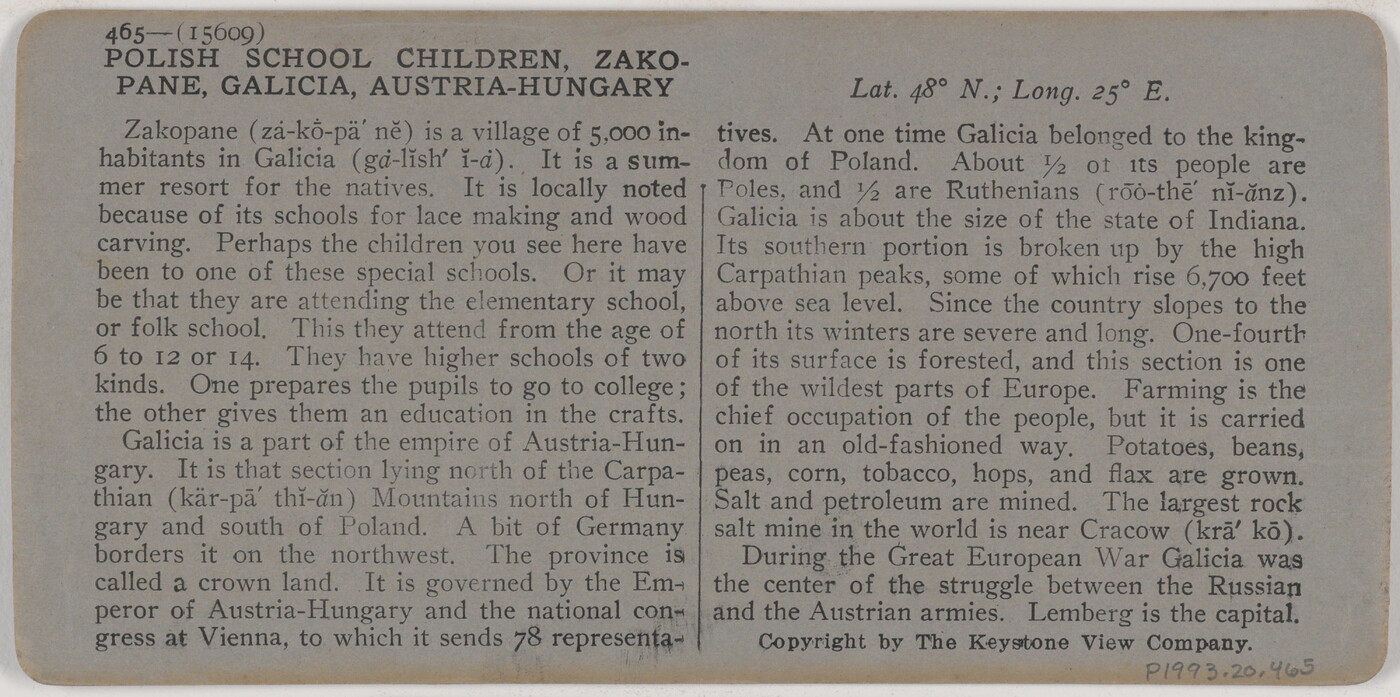 465—(15609)
POLISH SCHOOL CHILDREN, ZAKO-
PANE, GALICIA, AUSTRIA-HUNGARY
Zakopane (zá-kō̇-pä′ nĕ) is a village of 5,000 in-
habitants in Galicia (gá-lĭsh′ ĭ-á). It is a sum-
mer resort for the natives. It is locally noted
because of its schools for lace making and wood
carving. Perhaps the children you see here have
been to one of these special schools. Or it may
be that they are attending the elementary school,
or folk school. This they attend from the age of
6 to 12 or 14. They have higher schools of two
kinds. One prepares the pupils to go to college;
the other gives them an education in the crafts.
Galicia is a part of the empire of Austria-Hun-
gary. It is that section lying north of the Carpa-
thian (kär-pā′ thĭ-ăn) Mountains north of Hun-
gary and south of Poland. A bit of Germany
borders it on the northwest. The province is
called a crown land. It is governed by the Em-
peror of Austria-Hungary and the national con-
gress at Vienna, to which it sends 78 representa-
Lat. 48° N.; Long. 25° E.
tives. At one time Galicia belonged to the king-
dom of Poland. About ½ of its people are
Poles, and ½ are Ruthenians (rōō-thē′ nĭ-ănz).
Galicia is about the size of the state of Indiana.
Its southern portion is broken up by the high
Carpathian peaks, some of which rise 6,700 feet
above sea level. Since the country slopes to the
north its winters are severe and long. One-fourth
of its surface is forested, and this section is one
of the wildest parts of Europe. Farming is the
chief occupation of the people, but it is carried
on in an old-fashioned way. Potatoes, beans,
peas, corn, tobacco, hops, and flax are grown.
Salt and petroleum are mined. The largest rock
salt mine in the world is near Cracow (krā′ kō).
During the Great European War Galicia was
the center of the struggle between the Russian
and the Austrian armies. Lemberg is the capital.
Copyright by The Keystone View Company.
P1993.20.465